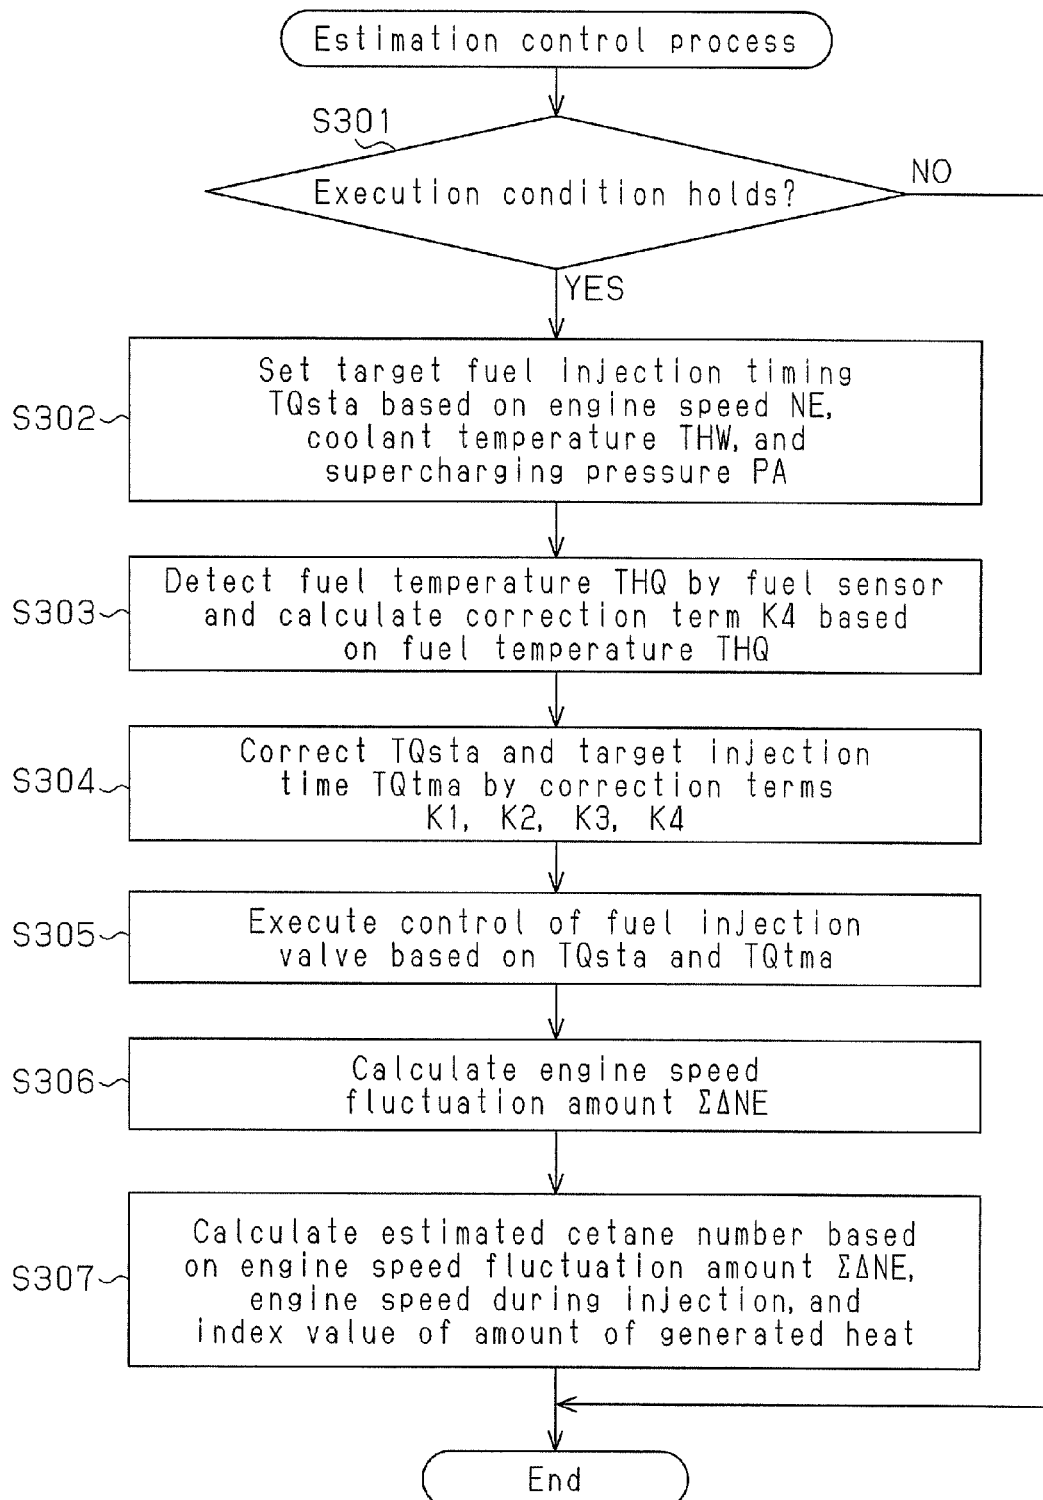 Estimation control process
S301
Execution condition holds?
NO
YES
S302
Set target fuel injection timing
TQsta based on engine speed NE,
coolant temperature THW, and
supercharging pressure PA
S303
Detect fuel temperature THQ by fuel sensor
and calculate correction term K4 based
on fuel temperature THQ
S304
Correct TQsta and target injection
time TQtma by correction terms
K1, K2, K3, K4
S305
Execute control of fuel injection
valve based on TQsta and TQtma
S306
Calculate engine speed
fluctuation amount ΣΔNE
S307
Calculate estimated cetane number based
on engine speed fluctuation amount ΣΔNE,
engine speed during injection, and
index value of amount of generated heat
End